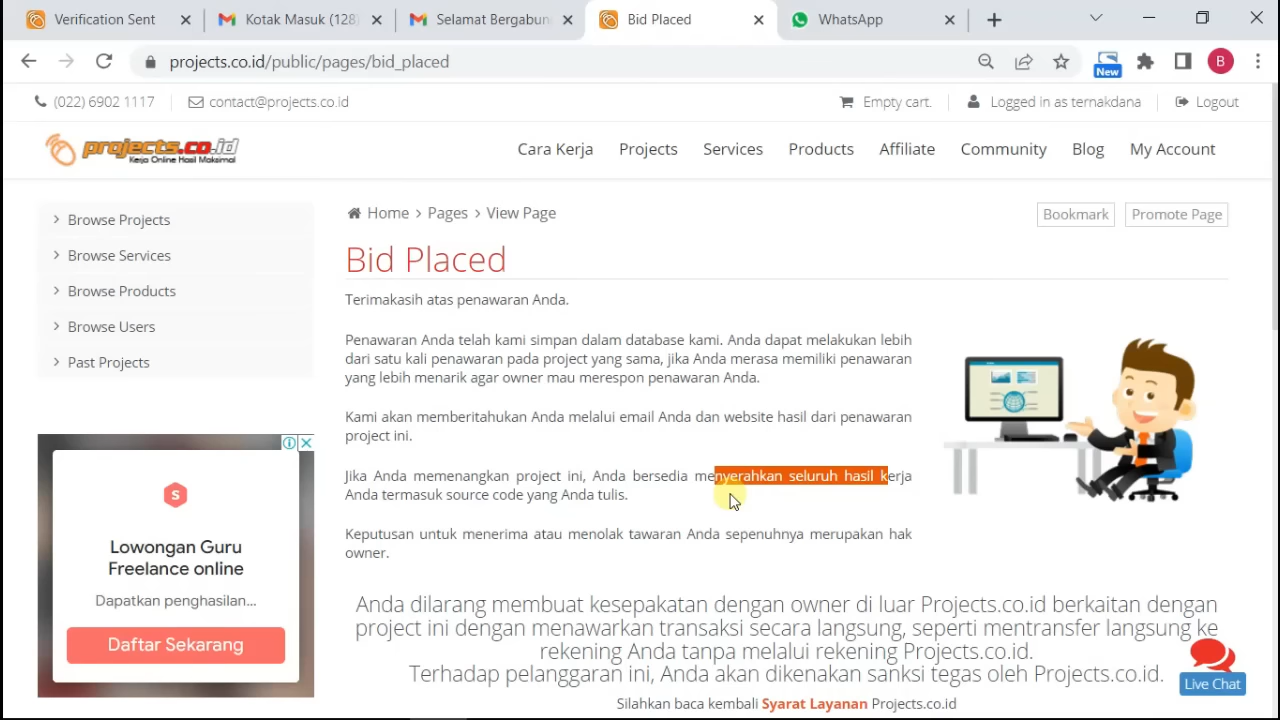 Verification Sent
Kotak Masuk (128)
Selamat Bergabung
Bid Placed
WhatsApp
projects.co.id/public/pages/bid_placed
New
B
(022) 6902 1117
contact@projects.co.id
Empty cart.
Logged in as ternakdana
Logout
projects.co.id
Kerja Online Hasil Maksimal
Cara Kerja
Projects
Services
Products
Affiliate
Community
Blog
My Account
Browse Projects
Browse Services
Browse Products
Browse Users
Past Projects
Home > Pages > View Page
Bookmark
Promote Page
Bid Placed
Terimakasih atas penawaran Anda.
Penawaran Anda telah kami simpan dalam database kami. Anda dapat melakukan lebih
dari satu kali penawaran pada project yang sama, jika Anda merasa memiliki penawaran
yang lebih menarik agar owner mau merespon penawaran Anda.
Kami akan memberitahukan Anda melalui email Anda dan website hasil dari penawaran
project ini.
Jika Anda memenangkan project ini, Anda bersedia menyerahkan seluruh hasil kerja
Anda termasuk source code yang Anda tulis.
Keputusan untuk menerima atau menolak tawaran Anda sepenuhnya merupakan hak
owner.
Anda dilarang membuat kesepakatan dengan owner di luar Projects.co.id berkaitan dengan
project ini dengan menawarkan transaksi secara langsung, seperti mentransfer langsung ke
rekening Anda tanpa melalui rekening Projects.co.id.
Terhadap pelanggaran ini, Anda akan dikenakan sanksi tegas oleh Projects.co.id.
Silahkan baca kembali Syarat Layanan Projects.co.id
S
Lowongan Guru
Freelance online
Dapatkan penghasilan...
Daftar Sekarang
Live Chat